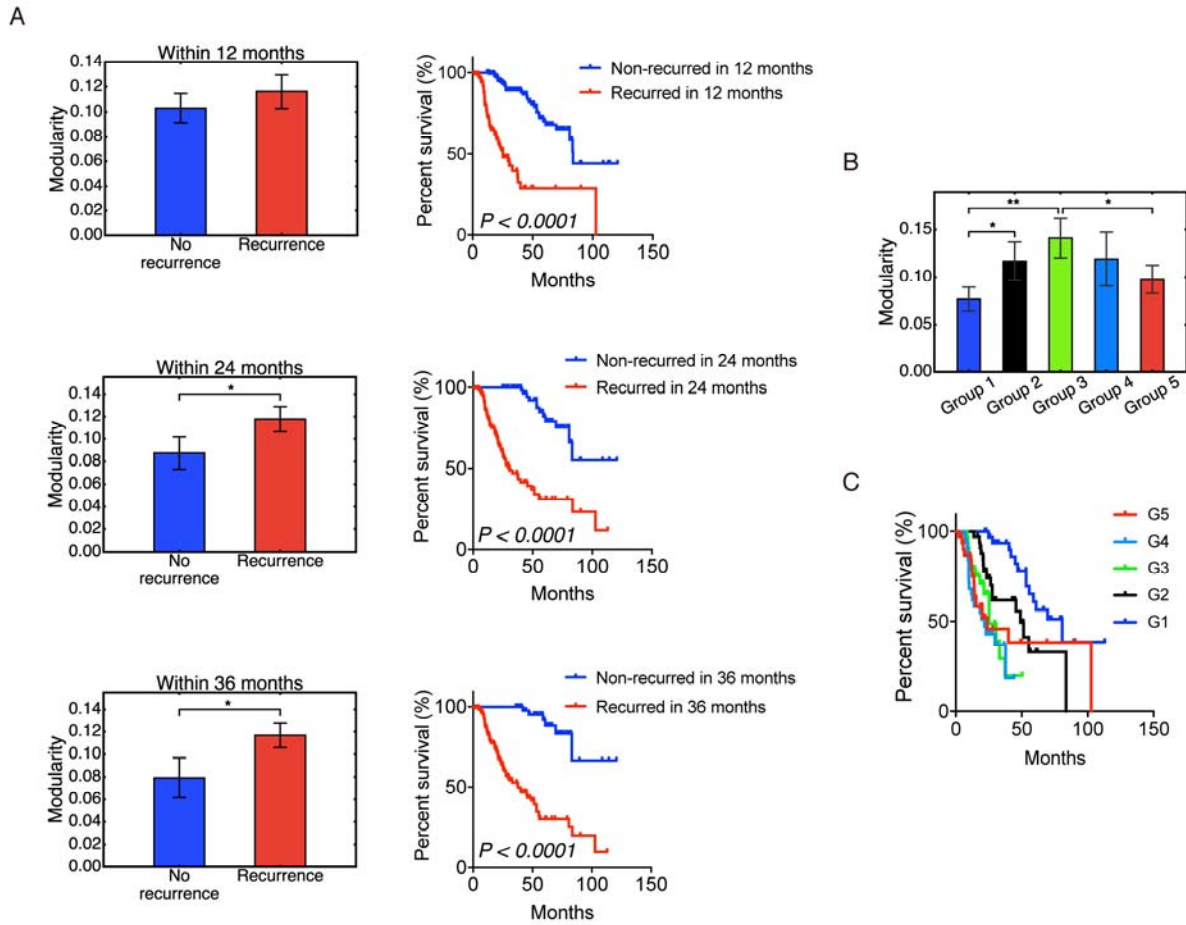 A
Within 12 months
0.14
0.12
0.10
0.08
0.06
0.04
0.02
0.00
Modularity
No
recurrence
Recurrence
Percent survival (%)
100
50
0
Non-recurred in 12 months
Recurred in 12 months
P < 0.0001
0 50 100 150
Months
Within 24 months
*
0.14
0.12
0.10
0.08
0.06
0.04
0.02
0.00
Modularity
No
recurrence
Recurrence
Percent survival (%)
100
50
0
Non-recurred in 24 months
Recurred in 24 months
P < 0.0001
0 50 100 150
Months
Within 36 months
*
0.14
0.12
0.10
0.08
0.06
0.04
0.02
0.00
Modularity
No
recurrence
Recurrence
Percent survival (%)
100
50
0
Non-recurred in 36 months
Recurred in 36 months
P < 0.0001
0 50 100 150
Months
B
** *
*
0.15
0.10
0.05
0.00
Modularity
Group 1 Group 2 Group 3 Group 4 Group 5
C
Percent survival (%)
100
50
0
G5
G4
G3
G2
G1
0 50 100 150
Months